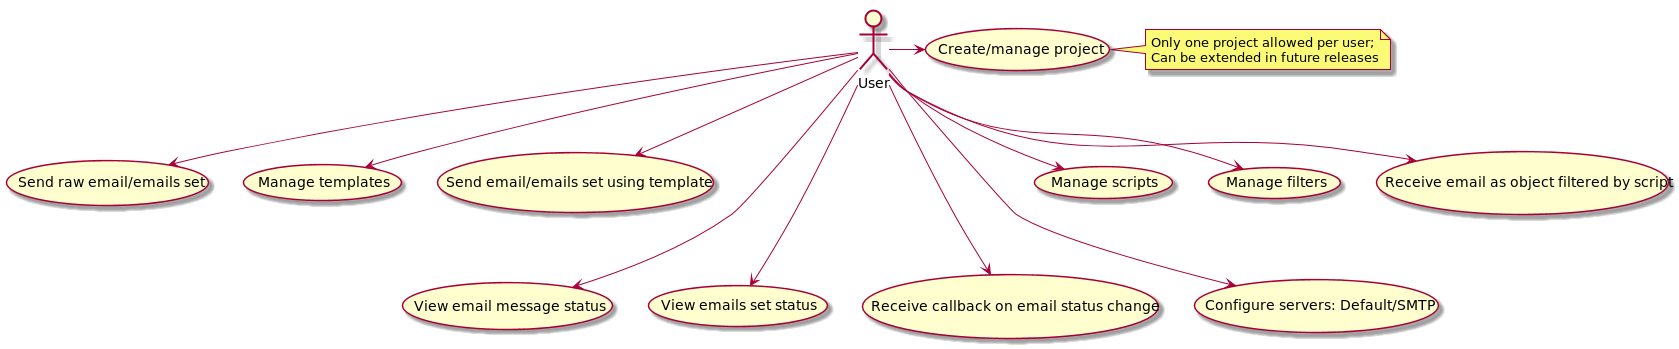 Create/manage project
Only one project allowed per user;
Can be extended in future releases
User
Send raw email/emails set
Manage templates
Send email/emails set using template
Manage scripts
Manage filters
Receive email as object filtered by script
View email message status
View emails set status
Receive callback on email status change
Configure servers: Default/SMTP